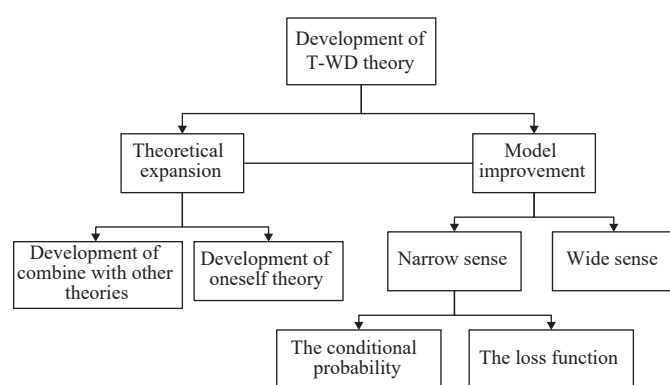 Development of
T-WD theory
Theoretical
expansion
Model
improvement
Development of
combine with other
theories
Development of
oneself theory
Narrow sense
Wide sense
The conditional
probability
The loss function